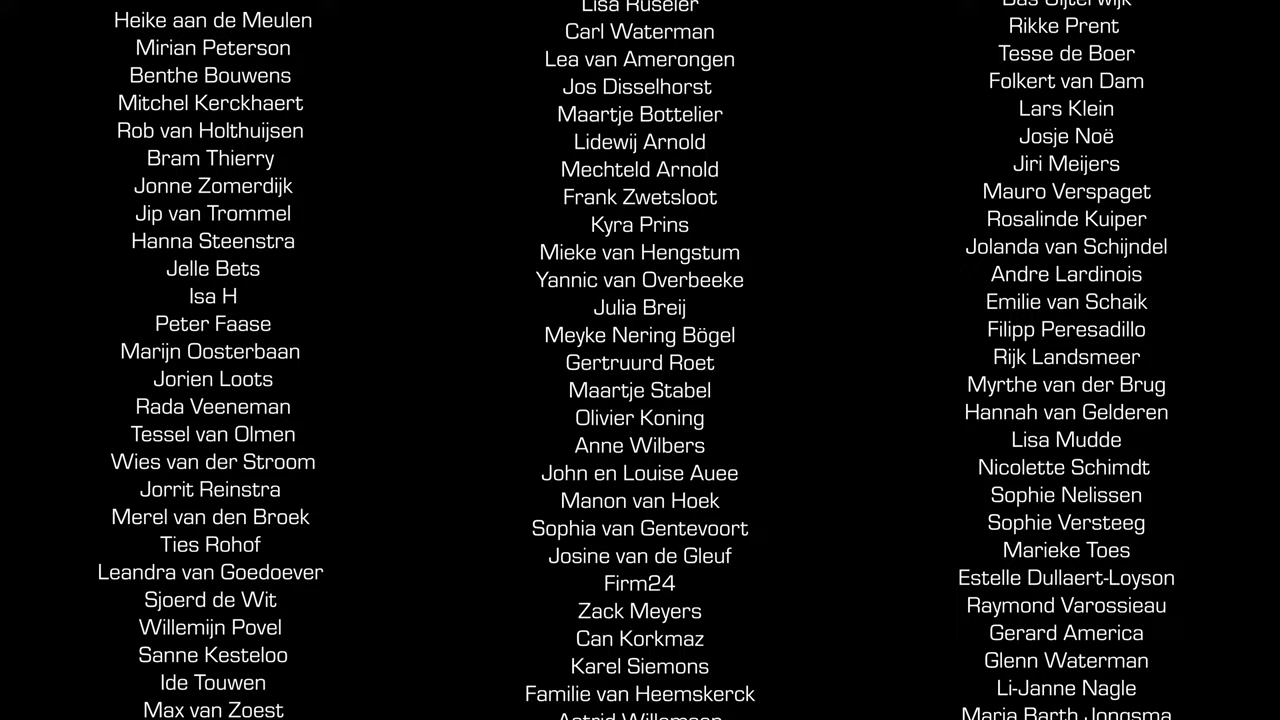 Heike aan de Meulen
Mirian Peterson
Benthe Bouwens
Mitchel Kerckhaert
Rob van Holthuijsen
Bram Thierry
Jonne Zomerdijk
Jip van Trommel
Hanna Steenstra
Jelle Bets
Isa H
Peter Faase
Marijn Oosterbaan
Jorien Loots
Rada Veeneman
Tessel van Olmen
Wies van der Stroom
Jorrit Reinstra
Merel van den Broek
Ties Rohof
Leandra van Goedoever
Sjoerd de Wit
Willemijn Povel
Sanne Kesteloo
Ide Touwen
Max van Zoest
Lisa Ruseler
Carl Waterman
Lea van Amerongen
Jos Disselhorst
Maartje Bottelier
Lidewij Arnold
Mechteld Arnold
Frank Zwetsloot
Kyra Prins
Mieke van Hengstum
Yannic van Overbeeke
Julia Breij
Meyke Nering Bögel
Gertruurd Roet
Maartje Stabel
Olivier Koning
Anne Wilbers
John en Louise Auee
Manon van Hoek
Sophia van Gentevoort
Josine van de Gleuf
Firm24
Zack Meyers
Can Korkmaz
Karel Siemons
Familie van Heemskerck
Astrid Willemsen
Rikke Prent
Tesse de Boer
Folkert van Dam
Lars Klein
Josje Noë
Jiri Meijers
Mauro Verspaget
Rosalinde Kuiper
Jolanda van Schijndel
Andre Lardinois
Emilie van Schaik
Filipp Peresadillo
Rijk Landsmeer
Myrthe van der Brug
Hannah van Gelderen
Lisa Mudde
Nicolette Schimdt
Sophie Nelissen
Sophie Versteeg
Marieke Toes
Estelle Dullaert-Loyson
Raymond Varossieau
Gerard America
Glenn Waterman
Li-Janne Nagle
Maria Barth Jongsma